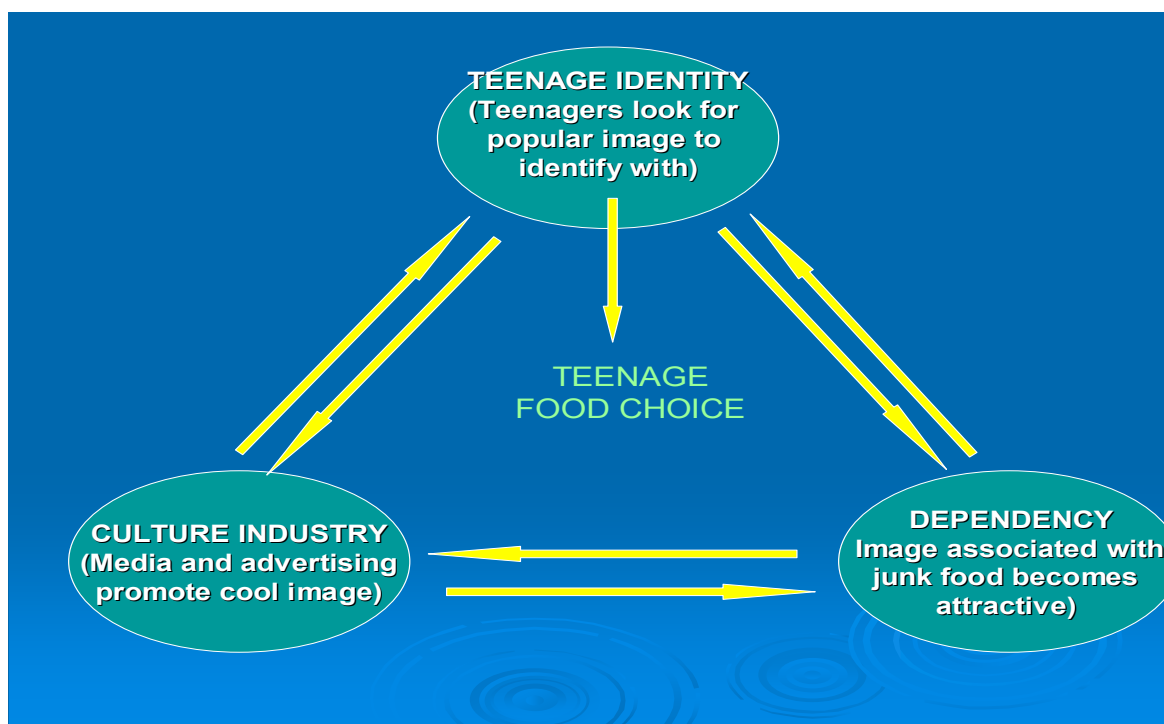 TEENAGE IDENTITY
(Teenagers look for
popular image to
identify with)
TEENAGE
FOOD CHOICE
CULTURE INDUSTRY
(Media and advertising
promote cool image)
DEPENDENCY
Image associated with
junk food becomes
attractive)